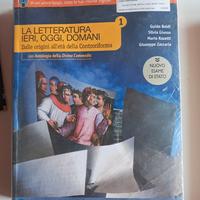 LA LETTERATURA
IERI, OGGI, DOMANI
1
Dalle origini all'età della Controriforma
con Antologia della Divina Commedia
Guido Baldi
Silvia Giusso
Mario Razetti
Giuseppe Zaccaria
NUOVO
ESAME
DI STATO